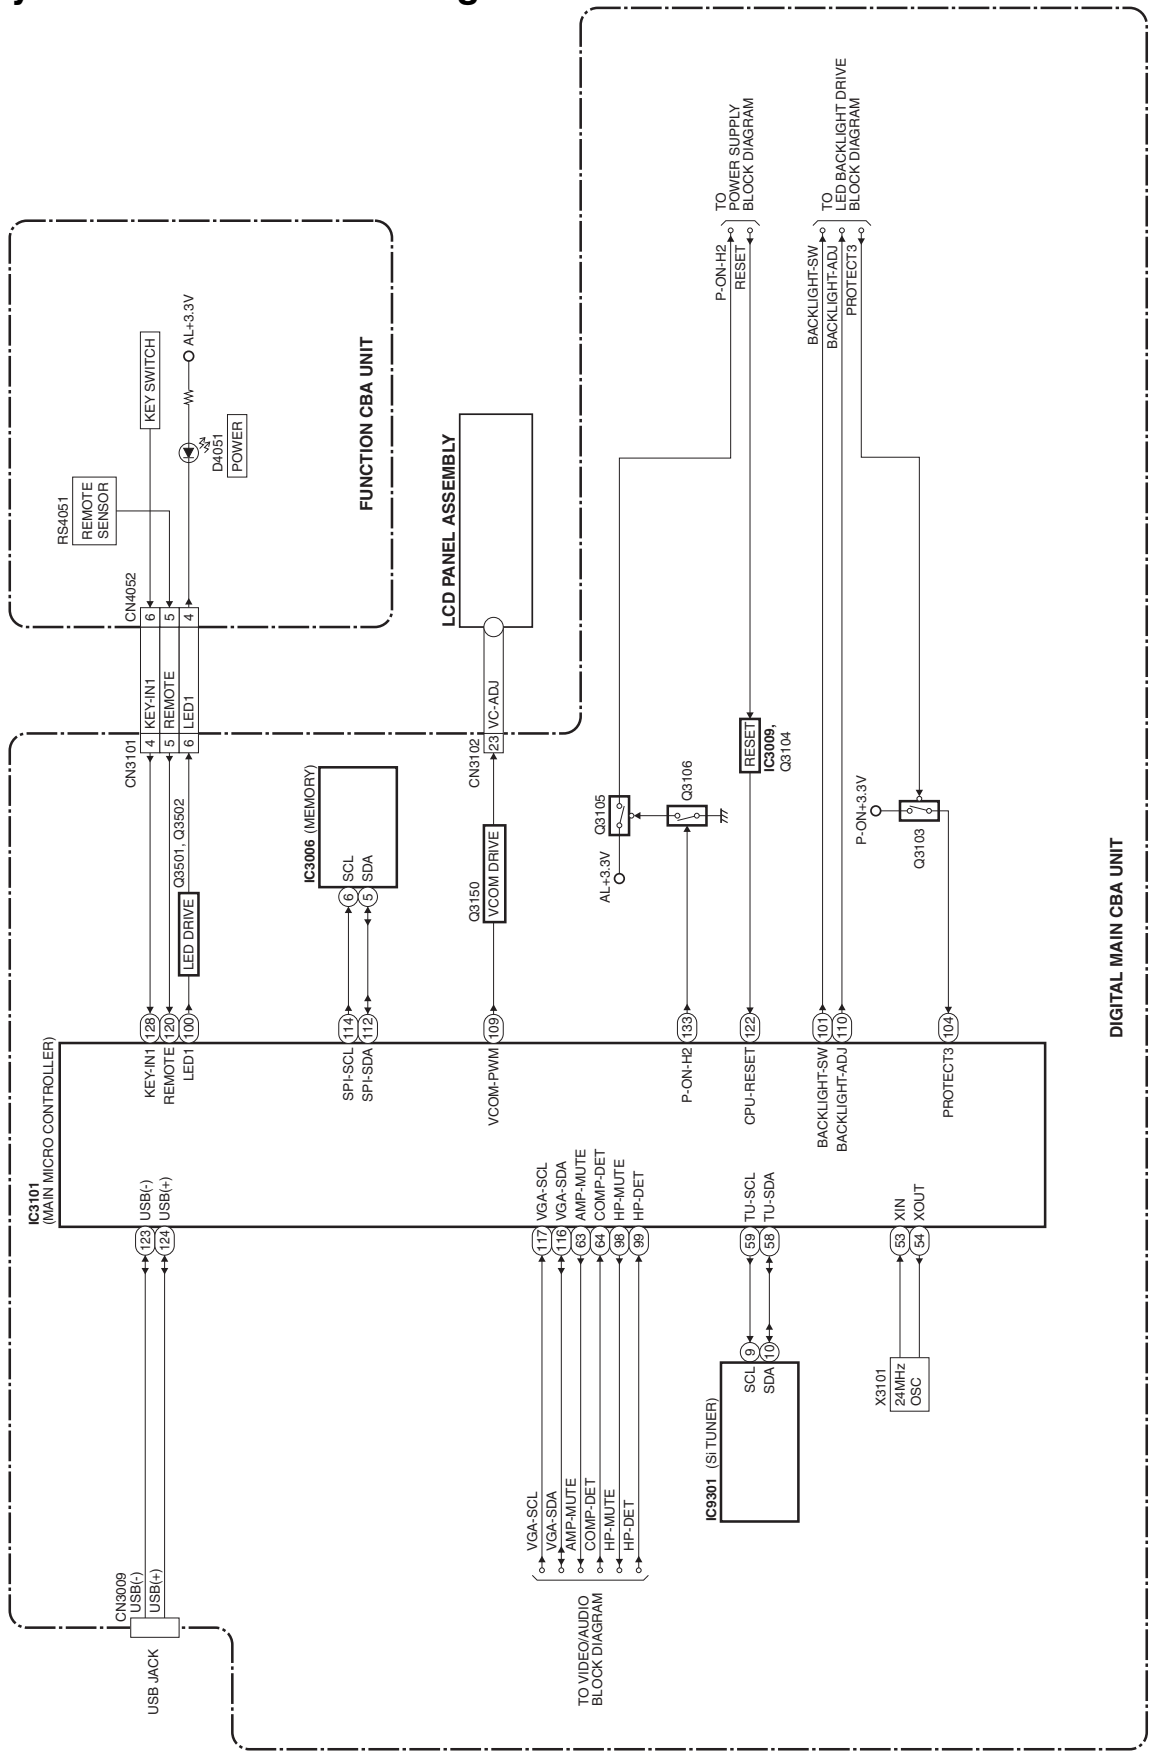 IC3101
(MAIN MICRO CONTROLLER)
USB JACK
CN3009
USB(-)
USB(+)
123
124
USB(-)
USB(+)
KEY-IN1
REMOTE
LED1
128
120
100
LED DRIVE
Q3501, Q3502
CN3101
4
5
6
KEY-IN1
REMOTE
LED1
CN4052
6
5
4
RS4051
REMOTE
SENSOR
KEY SWITCH
D4051
POWER
AL+3.3V
FUNCTION CBA UNIT
SPI-SCL
SPI-SDA
114
112
6
5
SCL
SDA
IC3006 (MEMORY)
VCOM-PWM
109
Q3150
VCOM DRIVE
CN3102
23
VC-ADJ
LCD PANEL ASSEMBLY
TO VIDEO/AUDIO
BLOCK DIAGRAM
VGA-SCL
VGA-SDA
AMP-MUTE
COMP-DET
HP-MUTE
HP-DET
117
116
63
64
98
99
VGA-SCL
VGA-SDA
AMP-MUTE
COMP-DET
HP-MUTE
HP-DET
P-ON-H2
133
AL+3.3V
Q3105
Q3106
P-ON-H2
RESET
TO
POWER SUPPLY
BLOCK DIAGRAM
IC9301 (Si TUNER)
SCL
SDA
9
10
59
58
TU-SCL
TU-SDA
CPU-RESET
122
RESET
IC3009,
Q3104
BACKLIGHT-SW
BACKLIGHT-ADJ
101
110
BACKLIGHT-SW
BACKLIGHT-ADJ
PROTECT3
TO
LED BACKLIGHT DRIVE
BLOCK DIAGRAM
X3101
24MHz
OSC
53
54
XIN
XOUT
PROTECT3
104
P-ON+3.3V
Q3103
DIGITAL MAIN CBA UNIT